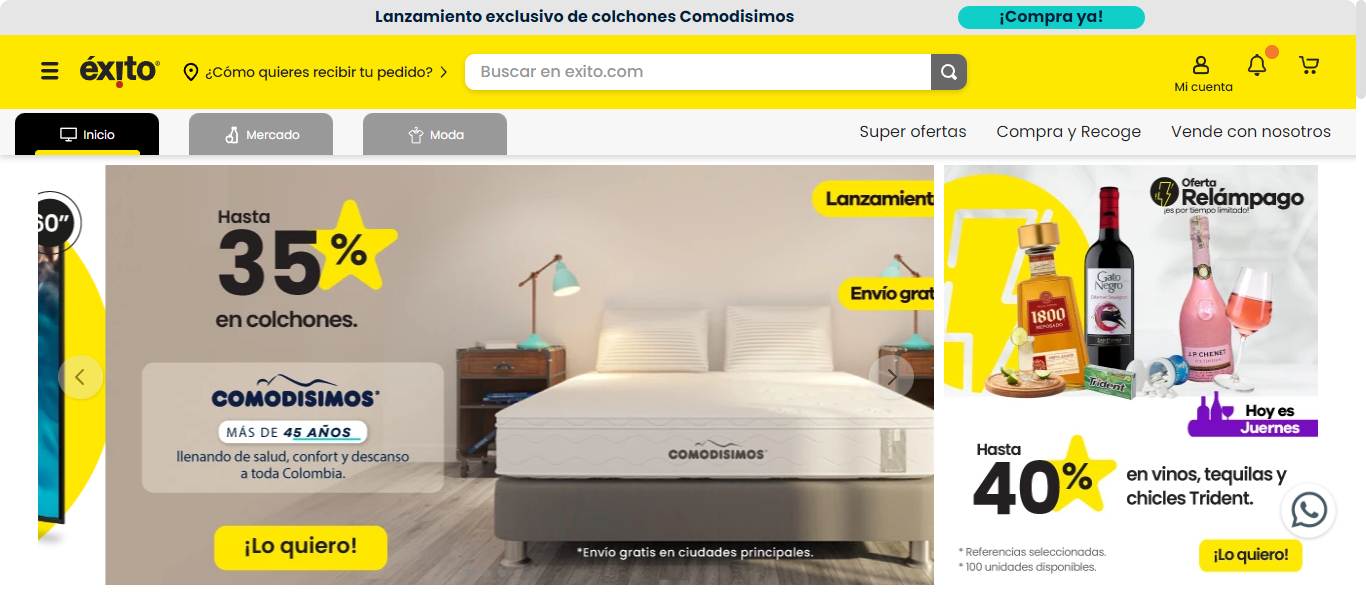 Lanzamiento exclusivo de colchones Comodisimos
¡Compra ya!
éxito
¿Cómo quieres recibir tu pedido?
Buscar en exito.com
Mi cuenta
Inicio
Mercado
Moda
Super ofertas
Compra y Recoge
Vende con nosotros
60”
Hasta
35%
en colchones.
COMODISIMOS
MÁS DE 45 AÑOS
llenando de salud, confort y descanso
a toda Colombia.
¡Lo quiero!
Lanzamient
Envío grat
COMODISIMOS
*Envío gratis en ciudades principales.
Oferta
Relámpago
¡es por tiempo limitado!
1800
REPOSADO
Gato
Negro
Cabernet Sauvignon
J.P. CHENET
Trident
Hoy es
Juernes
Hasta
40%
en vinos, tequilas y
chicles Trident.
* Referencias seleccionadas.
* 100 unidades disponibles.
¡Lo quiero!